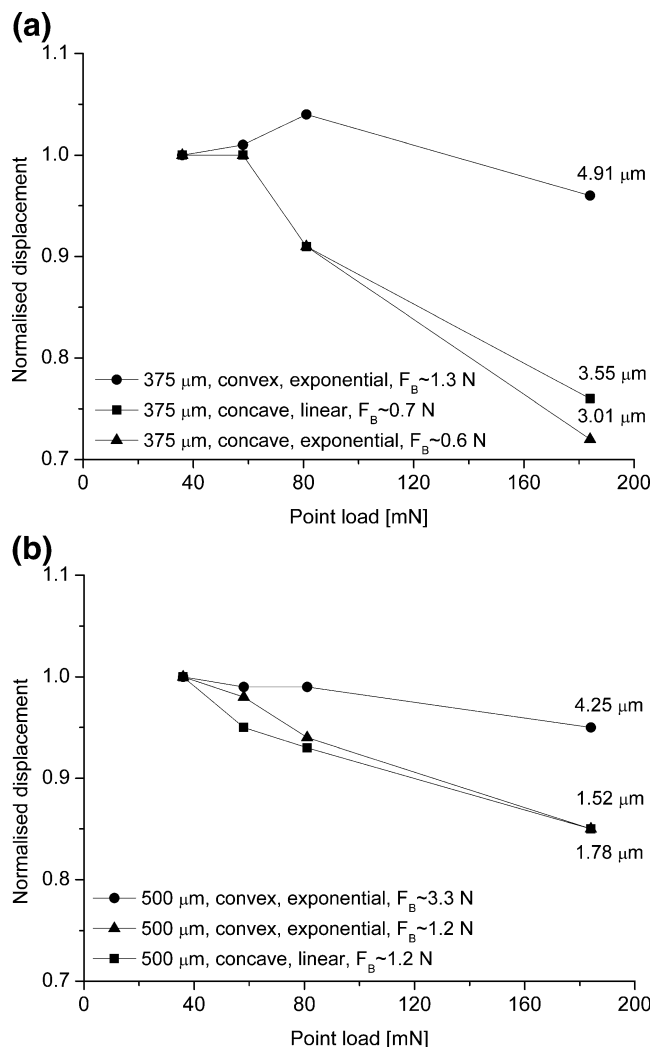 (a)
1.1
1.0
0.9
0.8
0.7
Normalised displacement
4.91 μm
3.55 μm
3.01 μm
375 μm, convex, exponential, F_B~1.3 N
375 μm, concave, linear, F_B~0.7 N
375 μm, concave, exponential, F_B~0.6 N
0 40 80 120 160 200
Point load [mN]
(b)
1.1
1.0
0.9
0.8
0.7
Normalised displacement
4.25 μm
1.52 μm
1.78 μm
500 μm, convex, exponential, F_B~3.3 N
500 μm, convex, exponential, F_B~1.2 N
500 μm, concave, linear, F_B~1.2 N
0 40 80 120 160 200
Point load [mN]